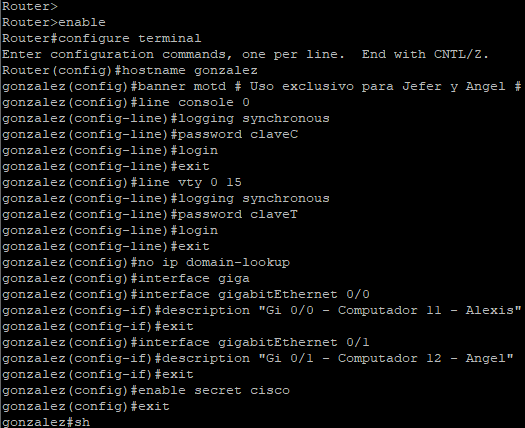 Router>
Router>enable
Router#configure terminal
Enter configuration commands, one per line.  End with CNTL/Z.
Router(config)#hostname gonzalez
gonzalez(config)#banner motd # Uso exclusivo para Jefer y Angel #
gonzalez(config)#line console 0
gonzalez(config-line)#logging synchronous
gonzalez(config-line)#password claveC
gonzalez(config-line)#login
gonzalez(config-line)#exit
gonzalez(config)#line vty 0 15
gonzalez(config-line)#logging synchronous
gonzalez(config-line)#password claveT
gonzalez(config-line)#login
gonzalez(config-line)#exit
gonzalez(config)#no ip domain-lookup
gonzalez(config)#interface giga
gonzalez(config)#interface gigabitEthernet 0/0
gonzalez(config-if)#description "Gi 0/0 - Computador 11 - Alexis"
gonzalez(config-if)#exit
gonzalez(config)#interface gigabitEthernet 0/1
gonzalez(config-if)#description "Gi 0/1 - Computador 12 - Angel"
gonzalez(config-if)#exit
gonzalez(config)#enable secret cisco
gonzalez(config)#exit
gonzalez#sh